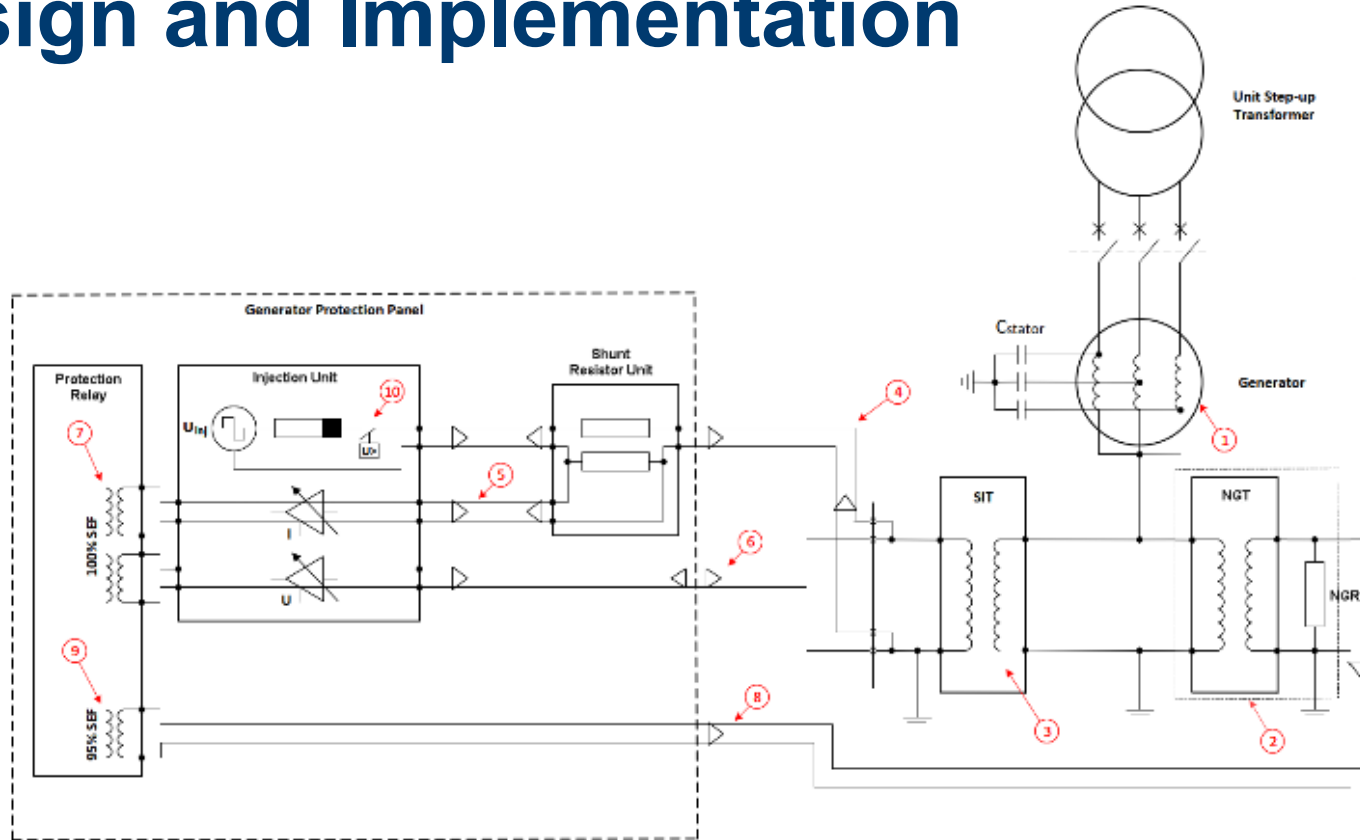 sign and Implementation
Unit Step-up
Transformer
Generator Protection Panel
Cstator
Shunt
Resistor Unit
Protection
Relay
Injection Unit
Generator
10
4
7
Uinj
U>
1
5
SIT
NGT
I
100% SEF
6
U
NGR
9
95% SEF
8
3
2